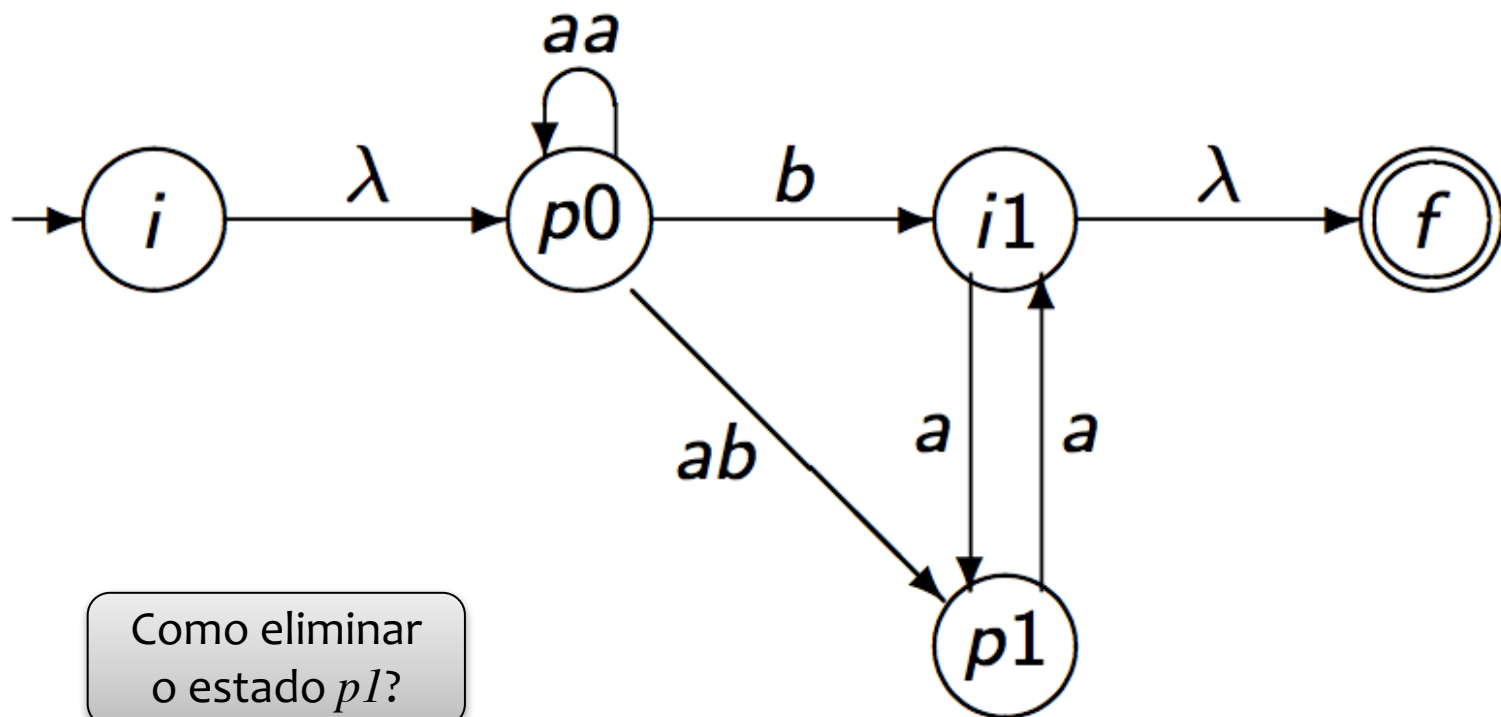 aa
λ
b
λ
i
p0
i1
f
ab
a
a
p1
Como eliminar
o estado p1?